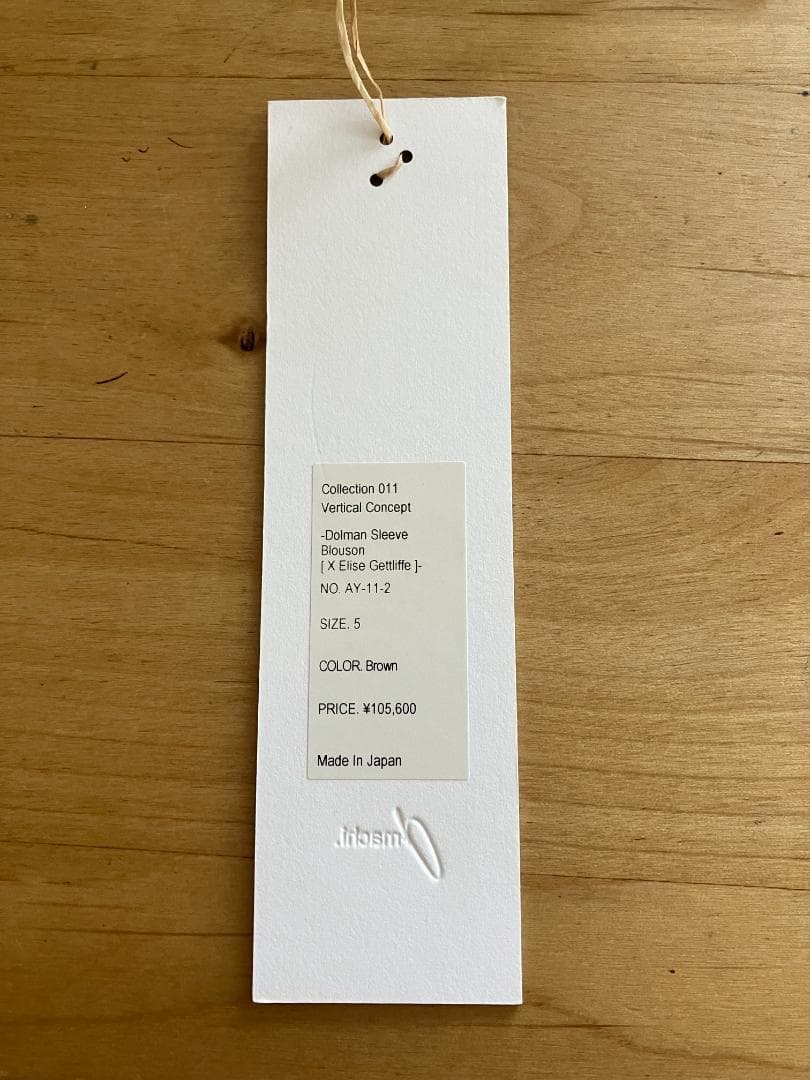 Collection 011
Vertical Concept
-Dolman Sleeve
Blouson
[ X Elise Gettliffe ]-
NO. AY-11-2
SIZE. 5
COLOR. Brown
PRICE. ¥105,600
Made In Japan
amachi.